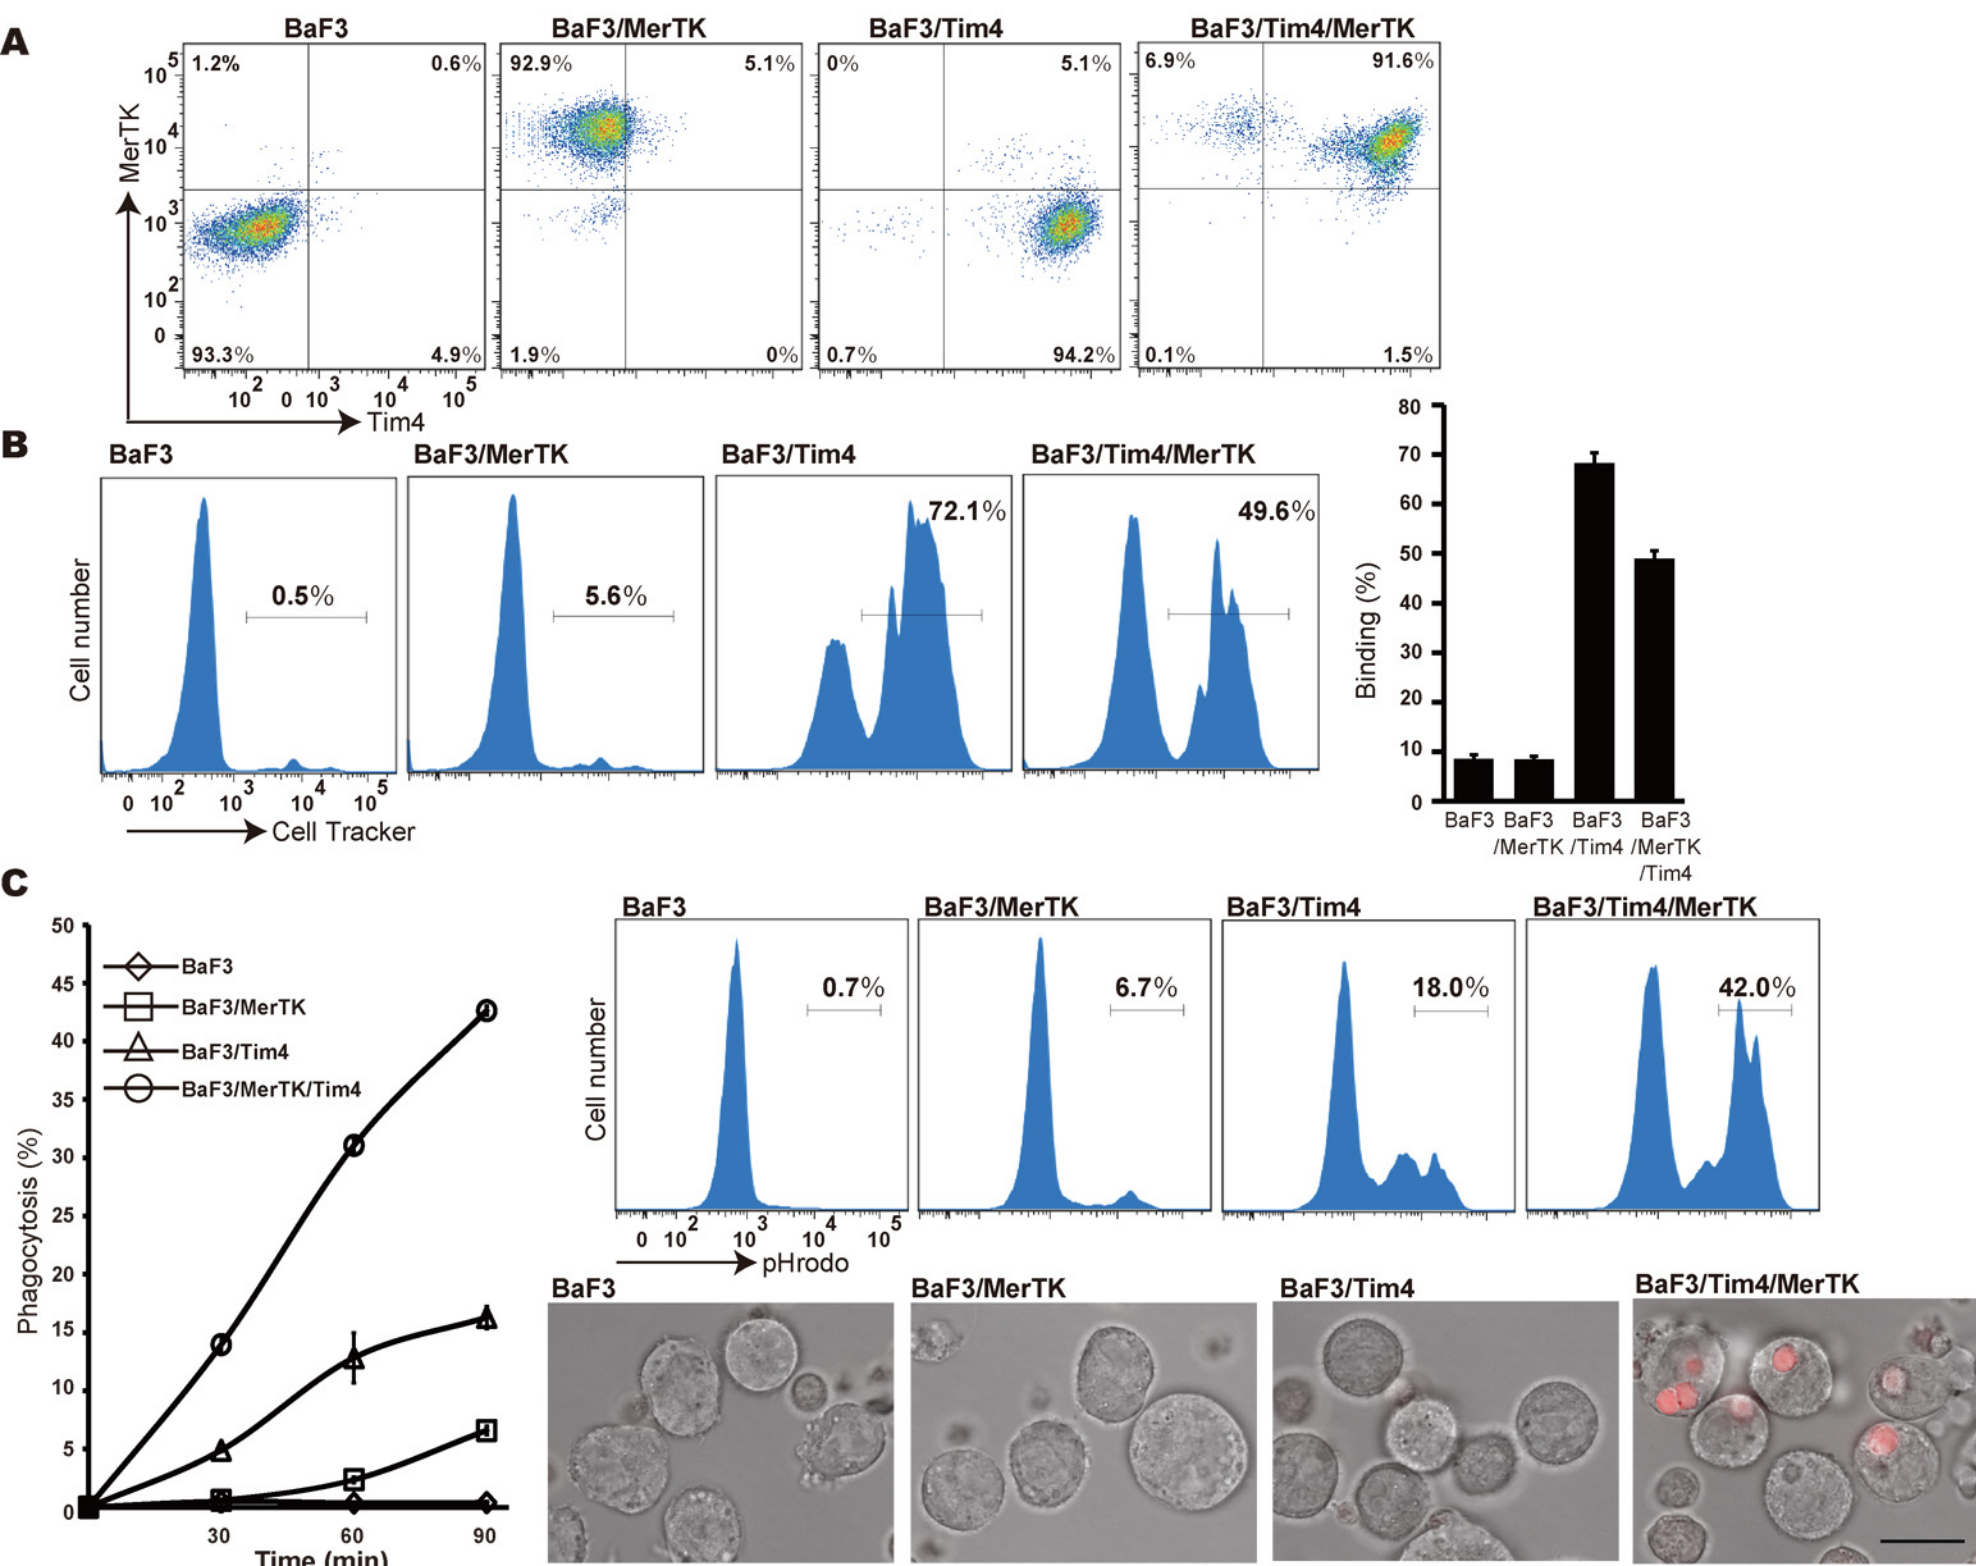 A
BaF3
BaF3/MerTK
BaF3/Tim4
BaF3/Tim4/MerTK
1.2%
0.6%
92.9%
5.1%
0%
5.1%
6.9%
91.6%
MerTK
10^5
10^4
10^3
10^2
0
93.3%
4.9%
1.9%
0%
0.7%
94.2%
0.1%
1.5%
10^2 0 10^3 10^4 10^5
Tim4
B
BaF3
BaF3/MerTK
BaF3/Tim4
BaF3/Tim4/MerTK
Cell number
0.5%
5.6%
72.1%
49.6%
0 10^2 10^3 10^4 10^5
Cell Tracker
Binding (%)
80
70
60
50
40
30
20
10
0
BaF3
BaF3
/MerTK
BaF3
/Tim4
BaF3
/MerTK
/Tim4
C
Phagocytosis (%)
50
45
40
35
30
25
20
15
10
5
0
BaF3
BaF3/MerTK
BaF3/Tim4
BaF3/MerTK/Tim4
30
60
90
Time (min)
BaF3
BaF3/MerTK
BaF3/Tim4
BaF3/Tim4/MerTK
Cell number
0.7%
6.7%
18.0%
42.0%
0 10^2 10^3 10^4 10^5
pHrodo
BaF3
BaF3/MerTK
BaF3/Tim4
BaF3/Tim4/MerTK